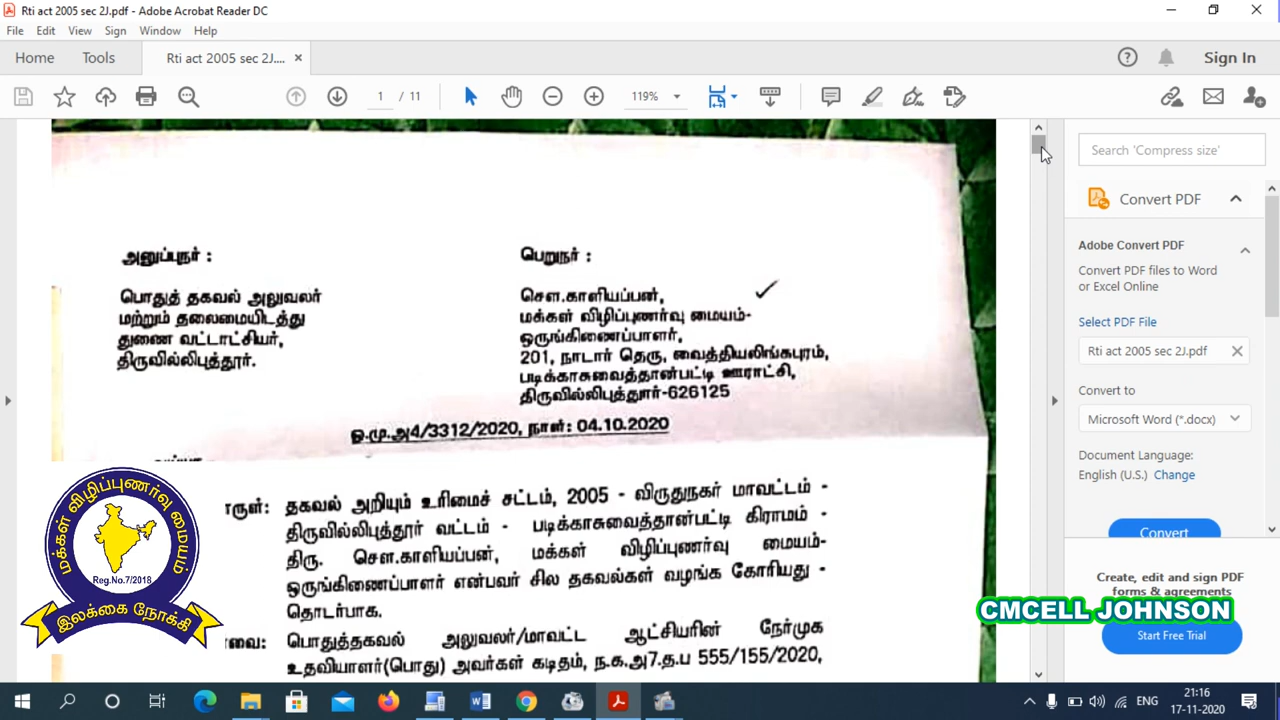 Rti act 2005 sec 2J.pdf - Adobe Acrobat Reader DC
File Edit View Sign Window Help
Home Tools Rti act 2005 sec 2J.... × Sign In
1 / 11 119%
Search 'Compress size'
Convert PDF
Adobe Convert PDF
Convert PDF files to Word
or Excel Online
Select PDF File
Rti act 2005 sec 2J.pdf
Convert to
Microsoft Word (*.docx)
Document Language:
English (U.S.) Change
Convert
Create, edit and sign PDF
forms & agreements
Start Free Trial
அனுப்புநர் :
பொதுத் தகவல் அலுவலர்
மற்றும் தலைமையிடத்து
துணை வட்டாட்சியர்,
திருவில்லிபுத்தூர்.
பெறுநர் :
சௌ.காளியப்பன்,
மக்கள் விழிப்புணர்வு மையம்-
ஒருங்கிணைப்பாளர்,
201, நாடார் தெரு, வைத்தியலிங்கபுரம்,
படிக்காசுவைத்தான்பட்டி ஊராட்சி,
திருவில்லிபுத்தூர்-626125
ஓ.மு.அ4/3312/2020, நாள்: 04.10.2020
ருள்: தகவல் அறியும் உரிமைச் சட்டம், 2005 - விருதுநகர் மாவட்டம் -
திருவில்லிபுத்தூர் வட்டம் - படிக்காசுவைத்தான்பட்டி கிராமம் -
திரு. சௌ.காளியப்பன், மக்கள் விழிப்புணர்வு மையம்-
ஒருங்கிணைப்பாளர் என்பவர் சில தகவல்கள் வழங்க கோரியது -
தொடர்பாக.
வை: பொதுத்தகவல் அலுவலர்/மாவட்ட ஆட்சியரின் நேர்முக
உதவியாளர்(பொது) அவர்கள் கடிதம், ந.க.அ7.த.ப 555/155/2020,
மக்கள் விழிப்புணர்வு மையம்
Reg.No.7/2018
இலக்கை நோக்கி
CMCELL JOHNSON
ENG
21:16
17-11-2020